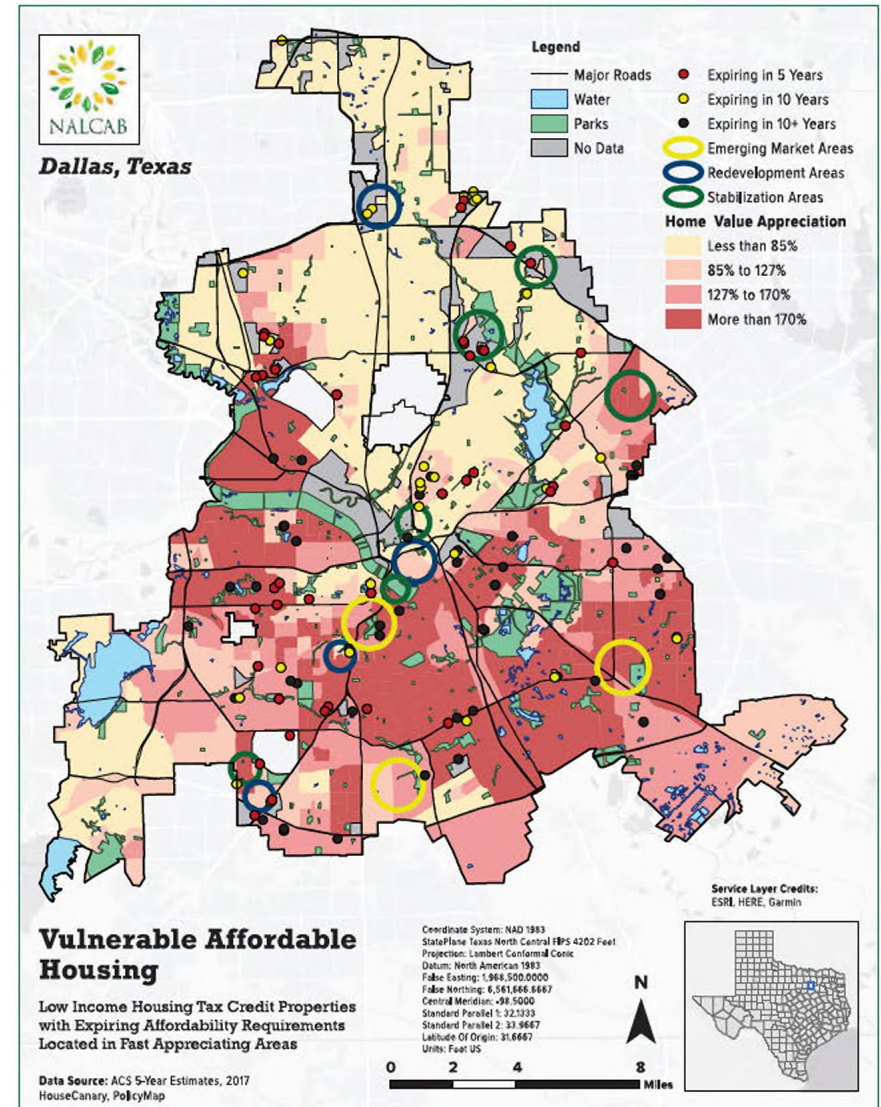 NALCAB
Dallas, Texas
Legend
Major Roads
Water
Parks
No Data
Expiring in 5 Years
Expiring in 10 Years
Expiring in 10+ Years
Emerging Market Areas
Redevelopment Areas
Stabilization Areas
Home Value Appreciation
Less than 85%
85% to 127%
127% to 170%
More than 170%
Service Layer Credits:
ESRI, HERE, Garmin
Vulnerable Affordable
Housing
Low Income Housing Tax Credit Properties
with Expiring Affordability Requirements
Located in Fast Appreciating Areas
Data Source: ACS 5-Year Estimates, 2017
HouseCanary, PolicyMap
Coordinate System: NAD 1983
StatePlane Texas North Central FIPS 4202 Feet
Projection: Lambert Conformal Conic
Datum: North American 1983
False Easting: 1,968,500.0000
False Northing: 6,561,666.6667
Central Meridian: -98.5000
Standard Parallel 1: 32.1333
Standard Parallel 2: 33.9667
Latitude Of Origin: 31.6667
Units: Foot US
N
0 2 4 8
Miles